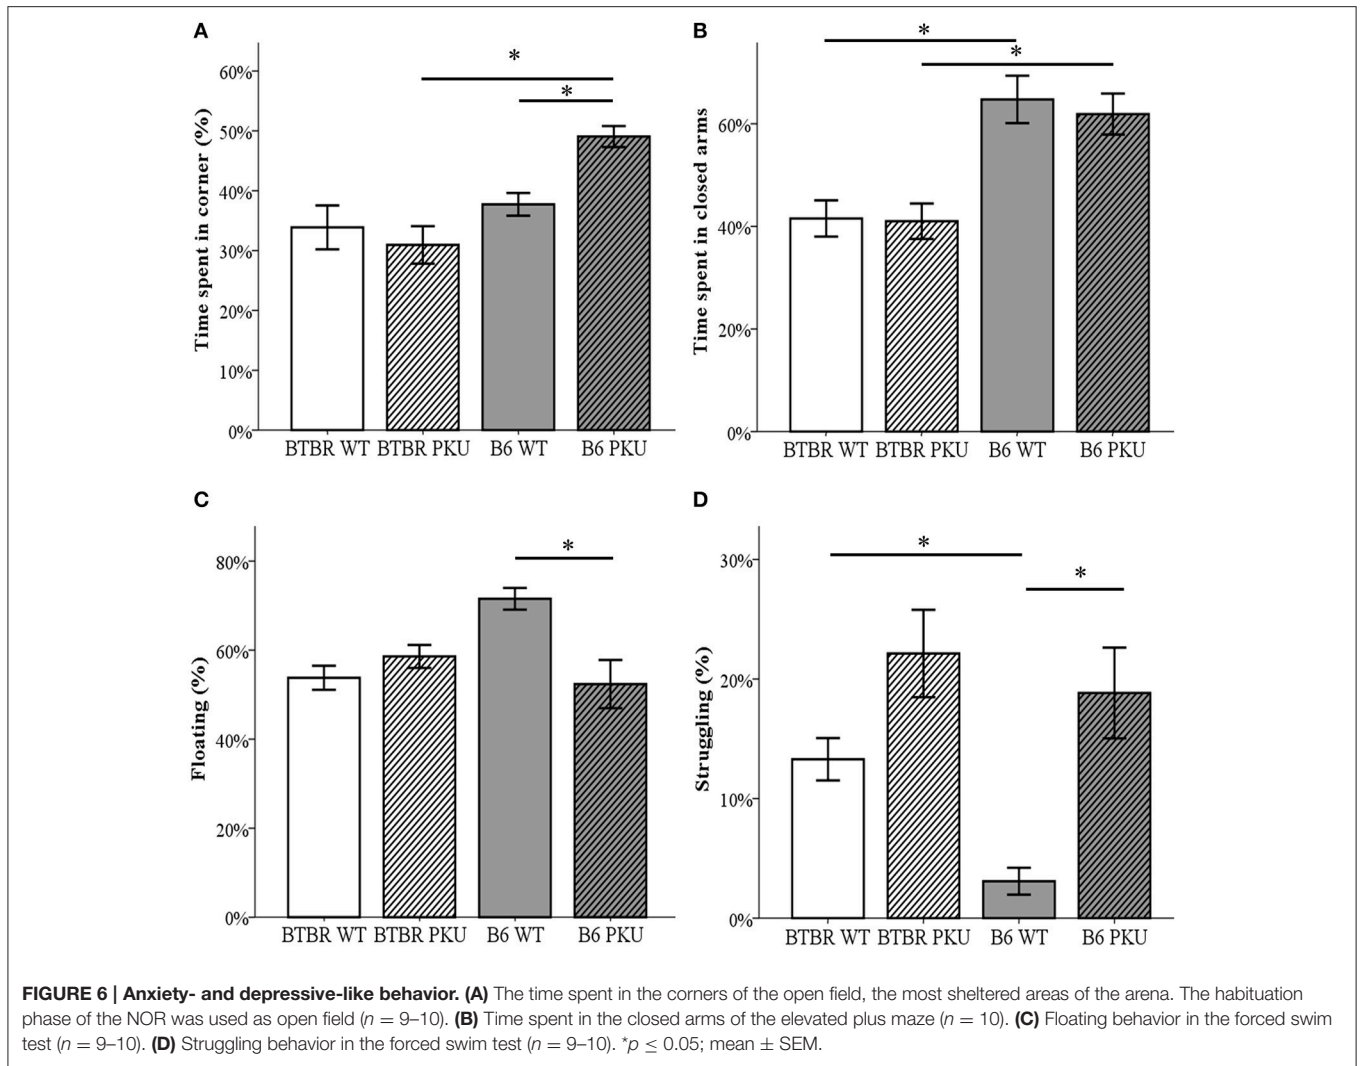 A
Time spent in corner (%)
60%
50%
40%
30%
20%
10%
0%
*
*
BTBR WT BTBR PKU B6 WT B6 PKU
B
Time spent in closed arms
60%
40%
20%
0%
*
*
BTBR WT BTBR PKU B6 WT B6 PKU
C
Floating (%)
80%
60%
40%
20%
0%
*
BTBR WT BTBR PKU B6 WT B6 PKU
D
Struggling (%)
30%
20%
10%
0%
*
*
BTBR WT BTBR PKU B6 WT B6 PKU
FIGURE 6 | Anxiety- and depressive-like behavior. (A) The time spent in the corners of the open field, the most sheltered areas of the arena. The habituation
phase of the NOR was used as open field (n = 9–10). (B) Time spent in the closed arms of the elevated plus maze (n = 10). (C) Floating behavior in the forced swim
test (n = 9–10). (D) Struggling behavior in the forced swim test (n = 9–10). *p ≤ 0.05; mean ± SEM.